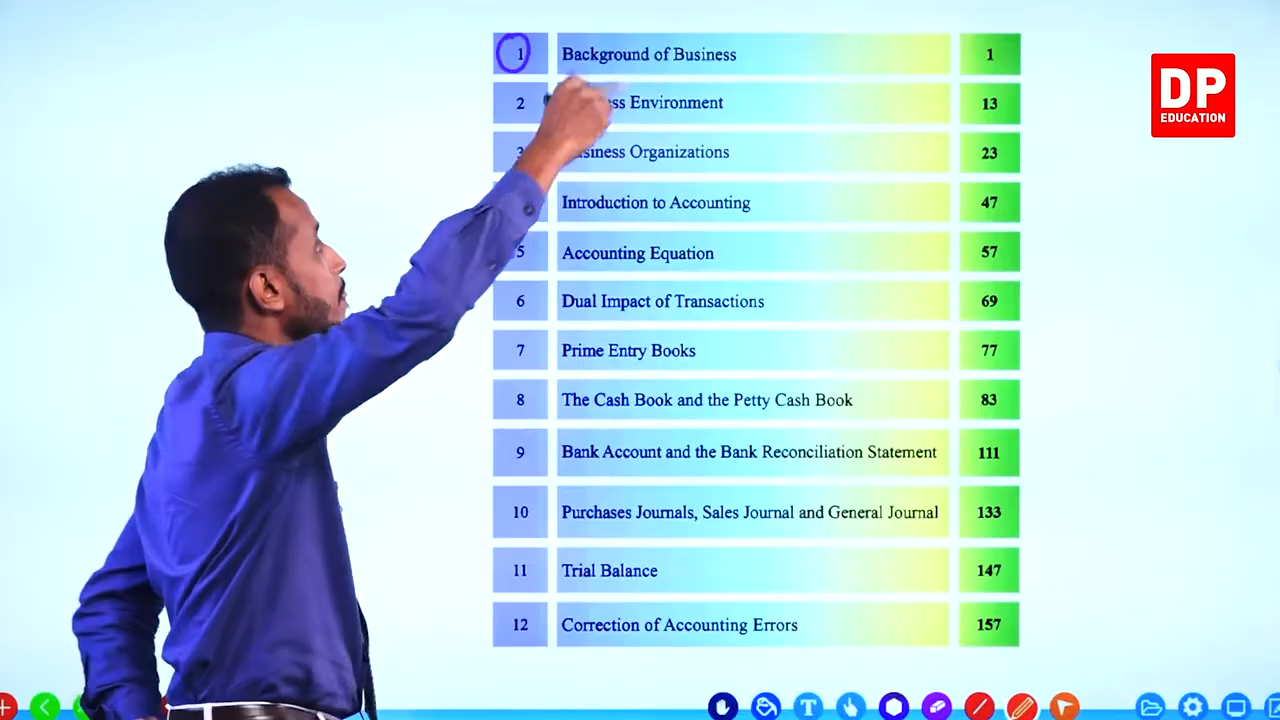 1 Background of Business 1
2 Environment 13
3 Organizations 23
Introduction to Accounting 47
5 Accounting Equation 57
6 Dual Impact of Transactions 69
7 Prime Entry Books 77
8 The Cash Book and the Petty Cash Book 83
9 Bank Account and the Bank Reconciliation Statement 111
10 Purchases Journals, Sales Journal and General Journal 133
11 Trial Balance 147
12 Correction of Accounting Errors 157
DP
EDUCATION
T